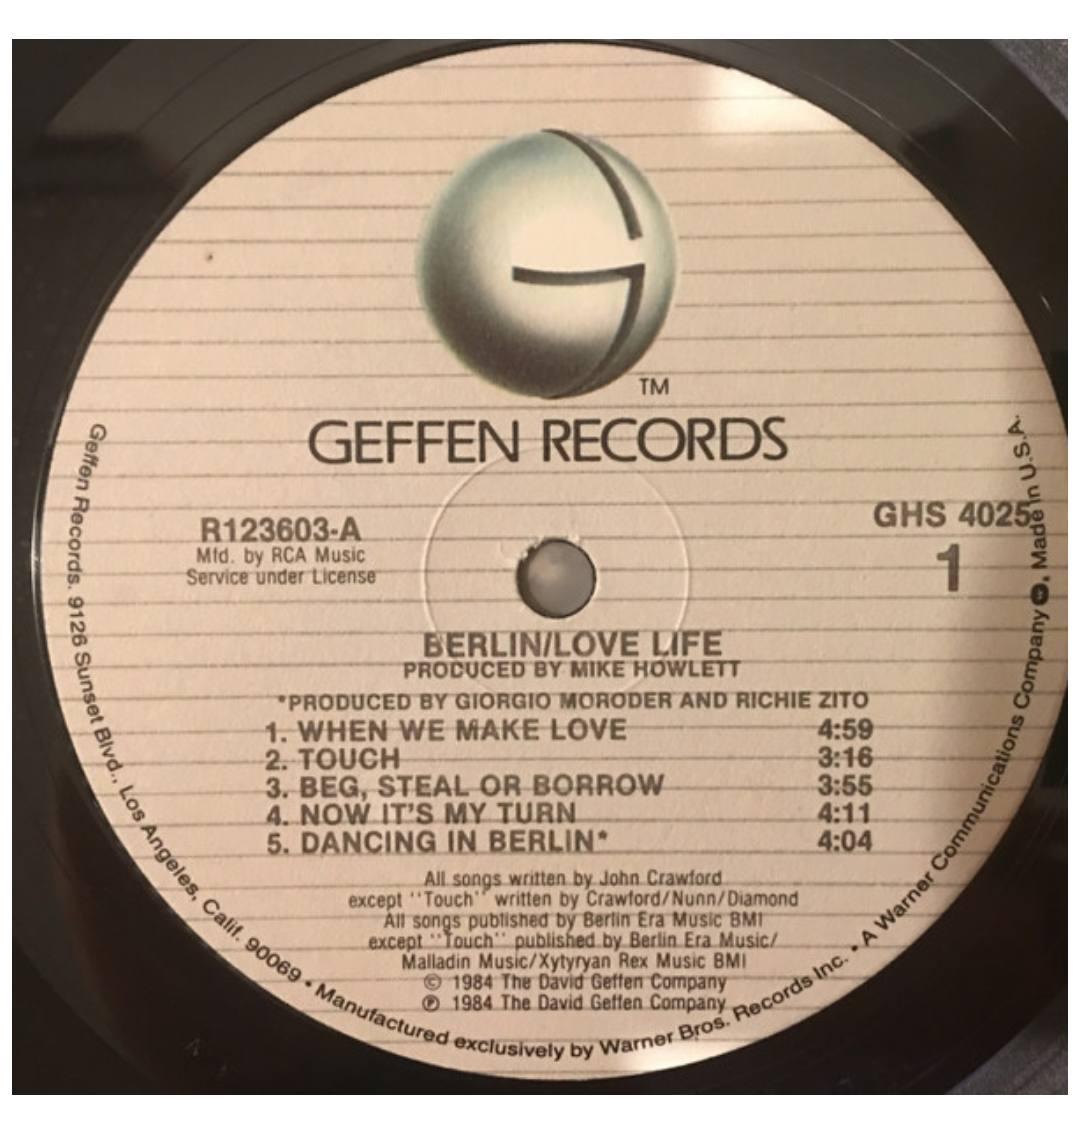 TM
GEFFEN RECORDS
R123603-A
Mfd. by RCA Music
Service under License
GHS 4025
1
BERLIN/LOVE LIFE
PRODUCED BY MIKE HOWLETT
*PRODUCED BY GIORGIO MORODER AND RICHIE ZITO
1. WHEN WE MAKE LOVE 4:59
2. TOUCH 3:16
3. BEG, STEAL OR BORROW 3:55
4. NOW IT'S MY TURN 4:11
5. DANCING IN BERLIN* 4:04
All songs written by John Crawford
except "Touch" written by Crawford/Nunn/Diamond
All songs published by Berlin Era Music BMI
except "Touch" published by Berlin Era Music/
Malladin Music/Xytyryan Rex Music BMI
© 1984 The David Geffen Company
℗ 1984 The David Geffen Company
Geffen Records. 9126 Sunset Blvd., Los Angeles, Calif. 90069 • Manufactured exclusively by Warner Bros. Records Inc. • A Warner Communications Company. Made in U.S.A.